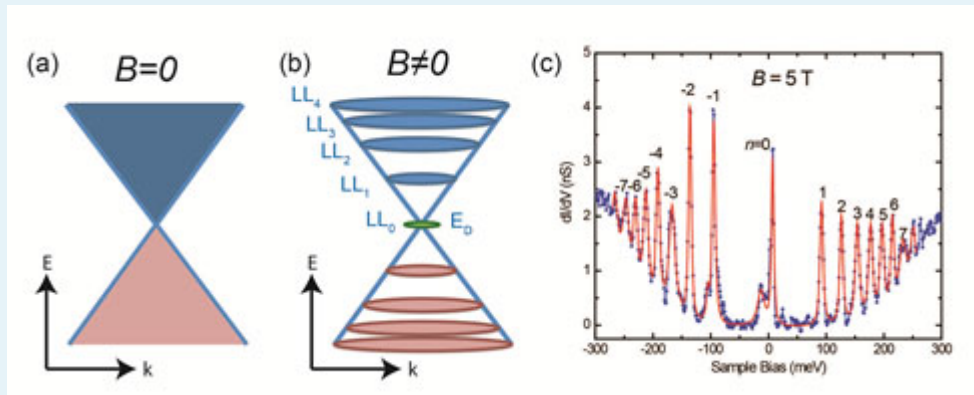 (a)
B=0
E
k
(b)
B≠0
LL₄
LL₃
LL₂
LL₁
LL₀
E_D
E
k
(c)
B = 5 T
dI/dV (nS)
5
4
3
2
1
0
-7 -6 -5 -4 -3 -2 -1 n=0 1 2 3 4 5 6 7
-300 -200 -100 0 100 200 300
Sample Bias (meV)